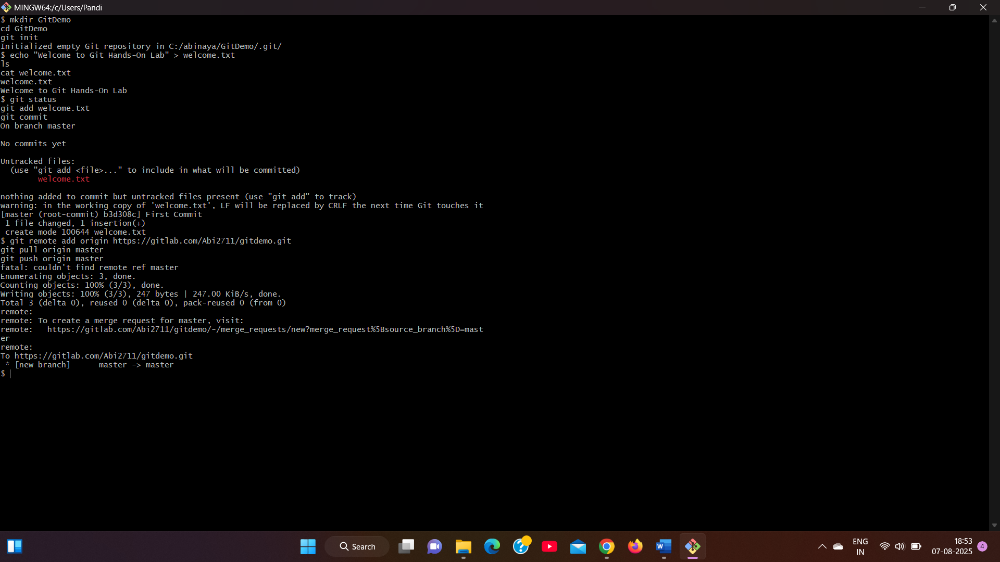 MINGW64:/c/Users/Pandi
$ mkdir GitDemo
cd GitDemo
git init
Initialized empty Git repository in C:/abinaya/GitDemo/.git/
$ echo "Welcome to Git Hands-On Lab" > welcome.txt
ls
cat welcome.txt
welcome.txt
Welcome to Git Hands-On Lab
$ git status
git add welcome.txt
git commit
On branch master
No commits yet
Untracked files:
  (use "git add <file>..." to include in what will be committed)
        welcome.txt
nothing added to commit but untracked files present (use "git add" to track)
warning: in the working copy of 'welcome.txt', LF will be replaced by CRLF the next time Git touches it
[master (root-commit) b3d308c] First Commit
 1 file changed, 1 insertion(+)
 create mode 100644 welcome.txt
$ git remote add origin https://gitlab.com/Abi2711/gitdemo.git
git pull origin master
git push origin master
fatal: couldn't find remote ref master
Enumerating objects: 3, done.
Counting objects: 100% (3/3), done.
Writing objects: 100% (3/3), 247 bytes | 247.00 KiB/s, done.
Total 3 (delta 0), reused 0 (delta 0), pack-reused 0 (from 0)
remote:
remote: To create a merge request for master, visit:
remote:   https://gitlab.com/Abi2711/gitdemo/-/merge_requests/new?merge_request%5Bsource_branch%5D=mast
er
remote:
To https://gitlab.com/Abi2711/gitdemo.git
 * [new branch]      master -> master
$
Search
ENG
IN
18:53
07-08-2025
4